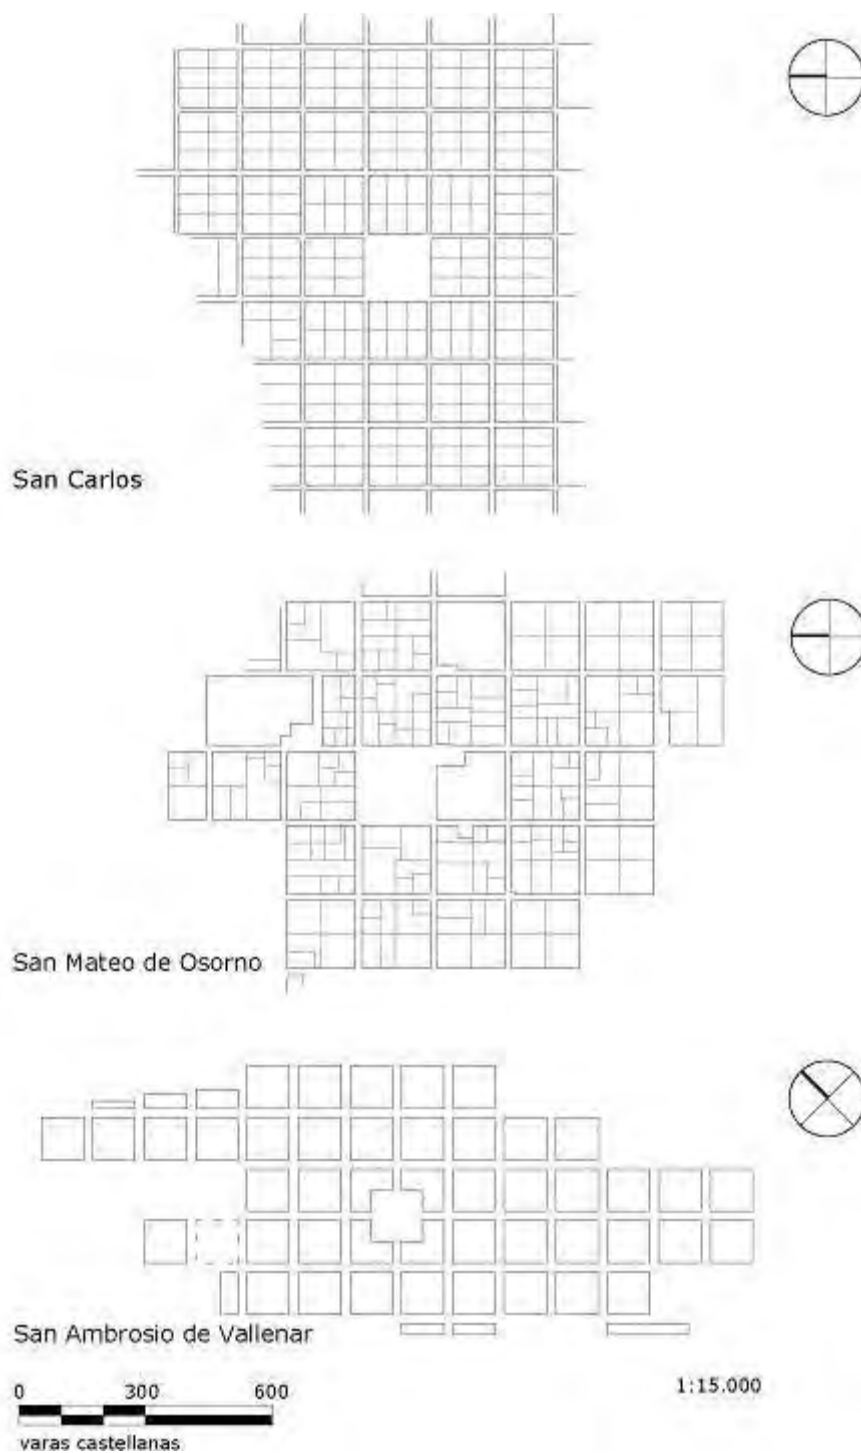 San Carlos
San Mateo de Osorno
San Ambrosio de Vallenar
0 300 600
1:15.000
varas castellanas